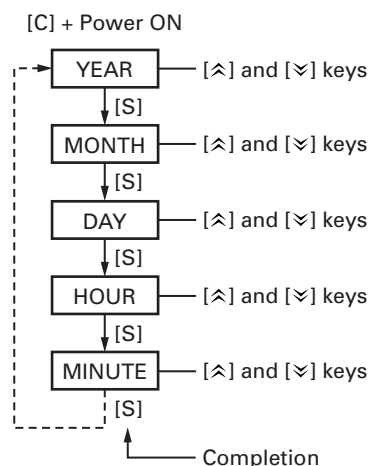 [C] + Power ON
YEAR [︽] and [︾] keys
[S]
MONTH [︽] and [︾] keys
[S]
DAY [︽] and [︾] keys
[S]
HOUR [︽] and [︾] keys
[S]
MINUTE [︽] and [︾] keys
[S]
Completion